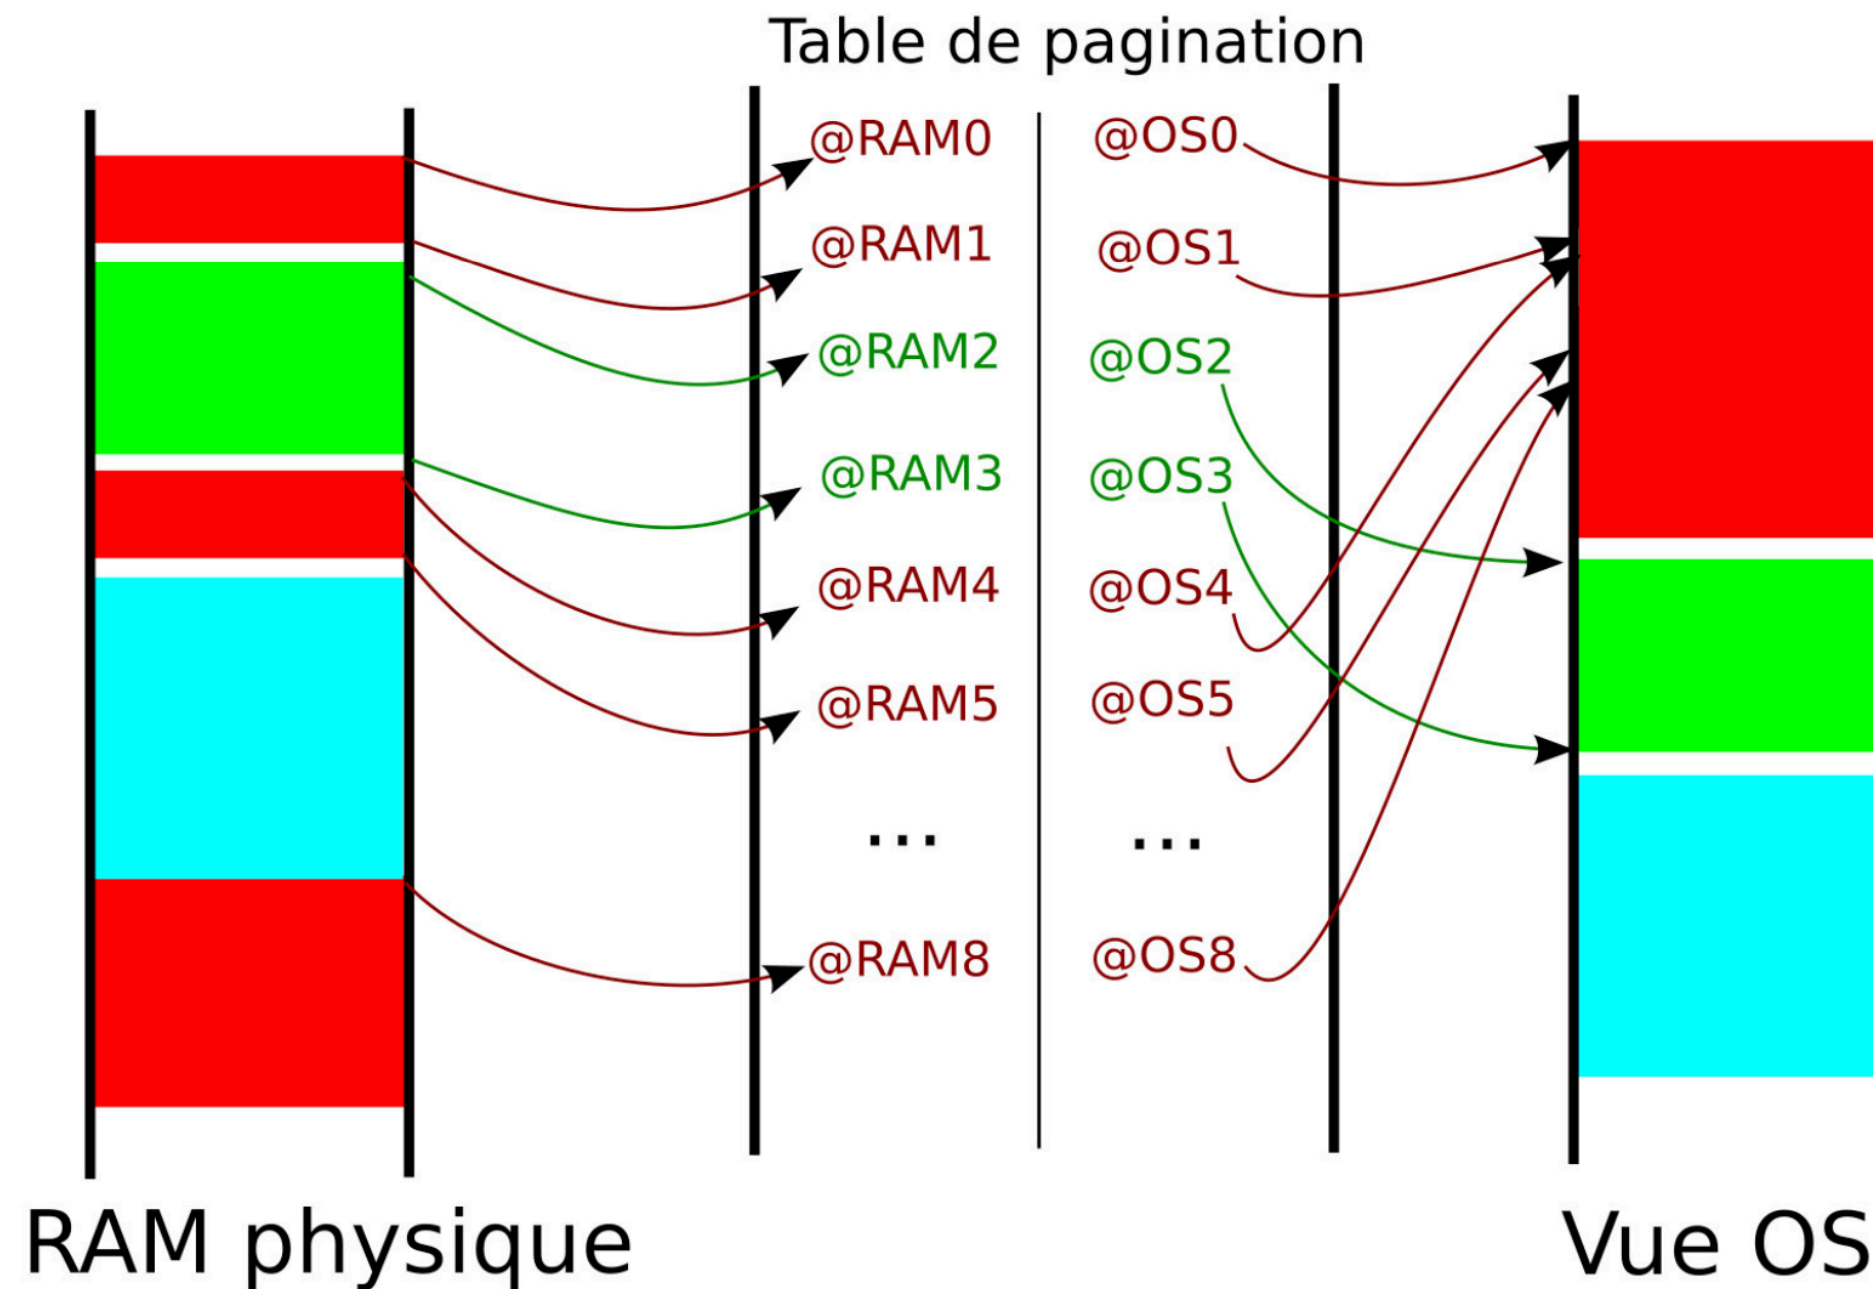 Table de pagination
@RAM0 @OS0
@RAM1 @OS1
@RAM2 @OS2
@RAM3 @OS3
@RAM4 @OS4
@RAM5 @OS5
... ...
@RAM8 @OS8
RAM physique
Vue OS